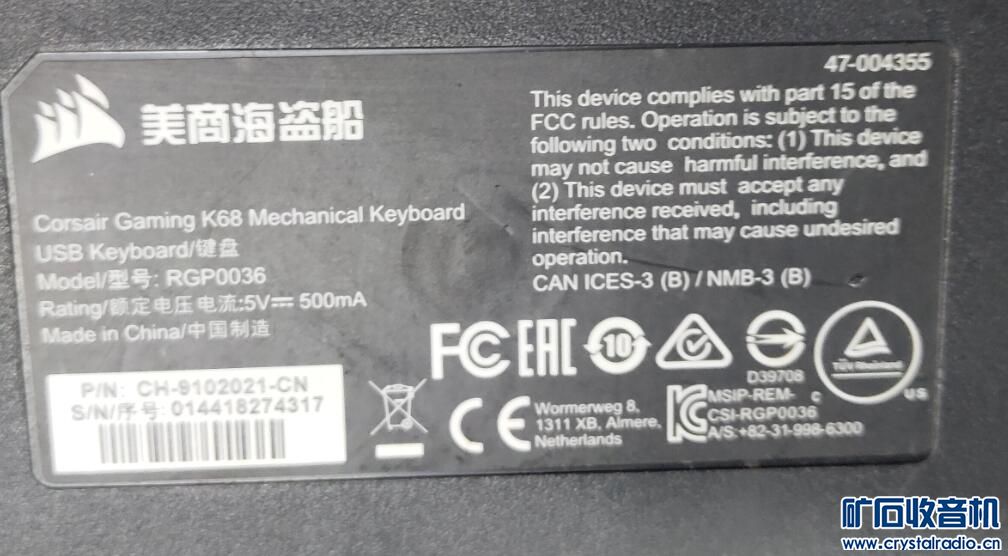 47-004355
美商海盗船
Corsair Gaming K68 Mechanical Keyboard
USB Keyboard/键盘
Model/型号: RGP0036
Rating/额定电压电流:5V⎓ 500mA
Made in China/中国制造
P/N: CH-9102021-CN
S/N/序号: 014418274317
This device complies with part 15 of the
FCC rules. Operation is subject to the
following two conditions: (1) This device
may not cause harmful interference, and
(2) This device must accept any
interference received, including
interference that may cause undesired
operation.
CAN ICES-3 (B) / NMB-3 (B)
FC EAC 10
D39708
TÜV Rheinland
c US
CE
Wormerweg 8,
1311 XB, Almere,
Netherlands
MSIP-REM-
CSI-RGP0036
A/S:+82-31-998-6300
矿石收音机
www.crystalradio.cn